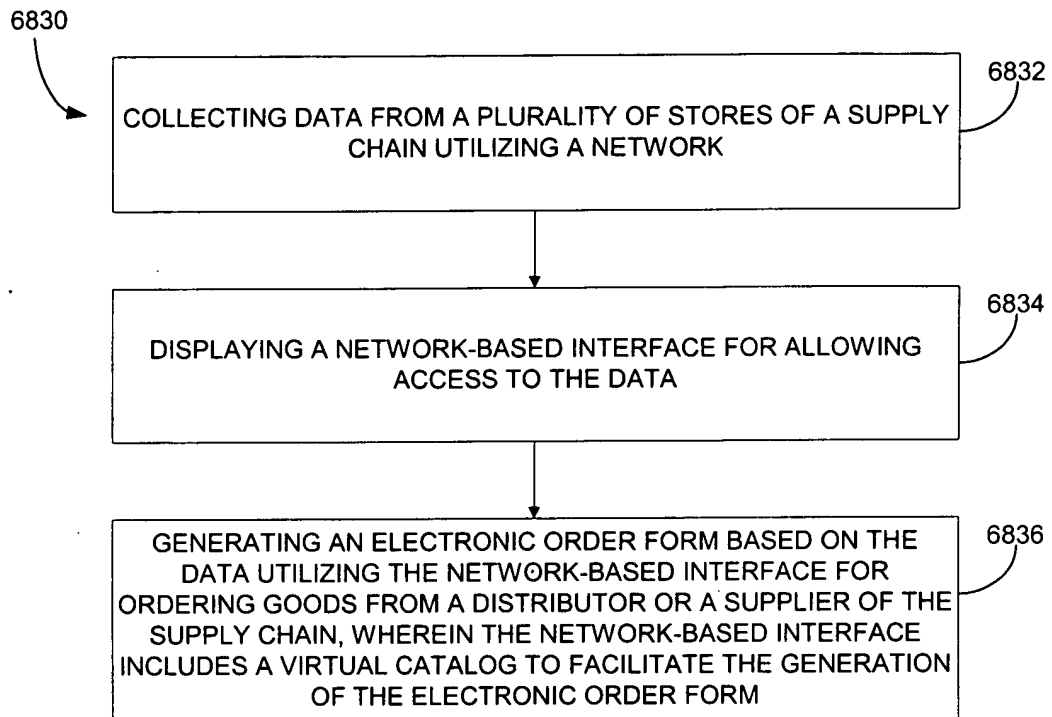 6830
6832
COLLECTING DATA FROM A PLURALITY OF STORES OF A SUPPLY
CHAIN UTILIZING A NETWORK
6834
DISPLAYING A NETWORK-BASED INTERFACE FOR ALLOWING
ACCESS TO THE DATA
6836
GENERATING AN ELECTRONIC ORDER FORM BASED ON THE
DATA UTILIZING THE NETWORK-BASED INTERFACE FOR
ORDERING GOODS FROM A DISTRIBUTOR OR A SUPPLIER OF THE
SUPPLY CHAIN, WHEREIN THE NETWORK-BASED INTERFACE
INCLUDES A VIRTUAL CATALOG TO FACILITATE THE GENERATION
OF THE ELECTRONIC ORDER FORM